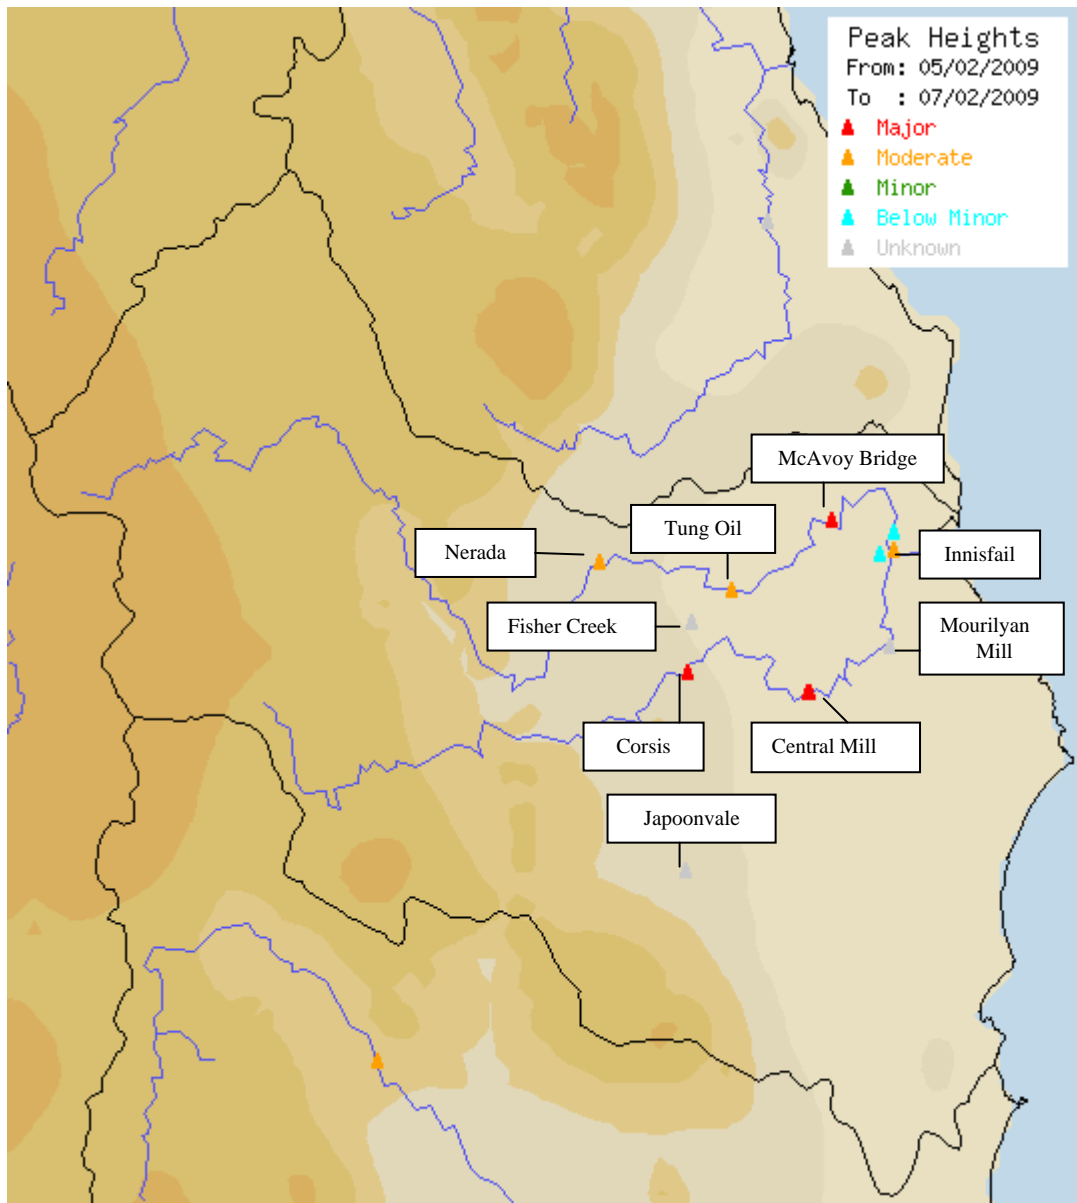 Peak Heights
From: 05/02/2009
To : 07/02/2009
Major
Moderate
Minor
Below Minor
Unknown
McAvoy Bridge
Tung Oil
Nerada
Innisfail
Fisher Creek
Mourilyan
Mill
Corsis
Central Mill
Japoonvale